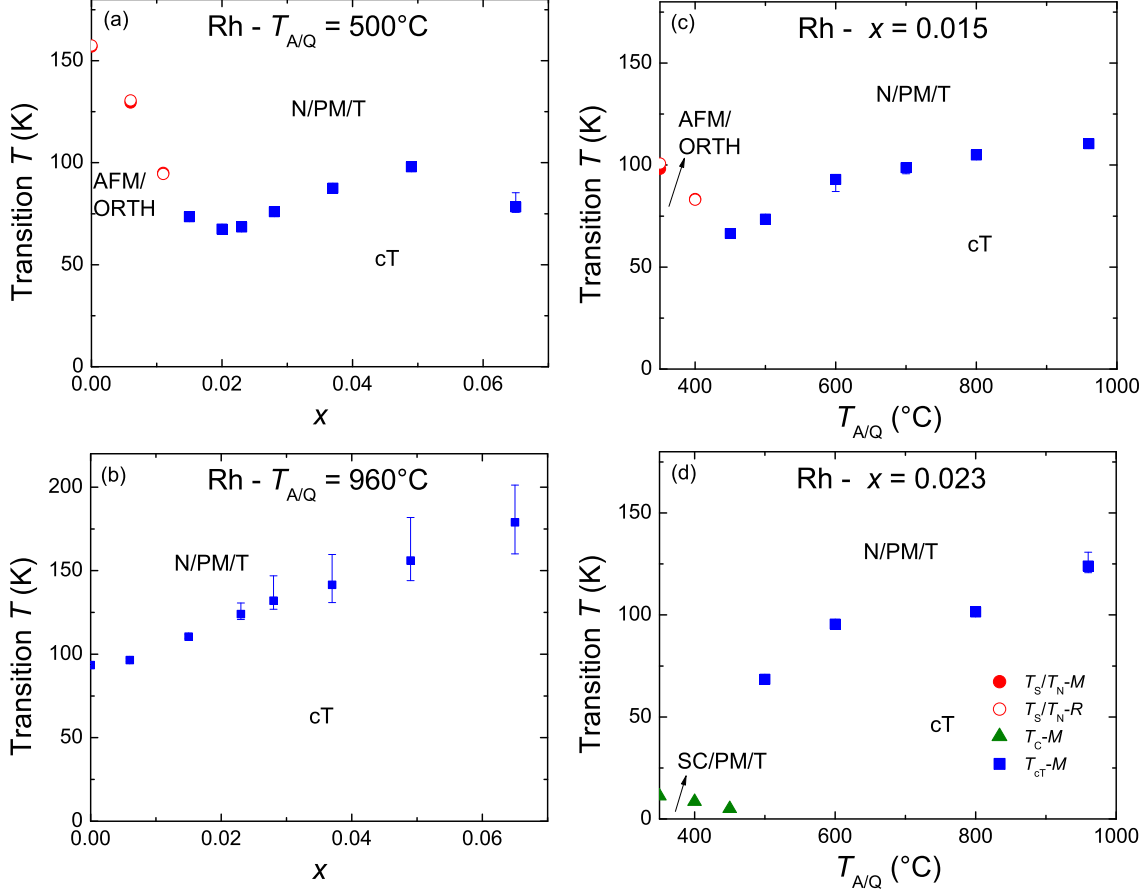 (a)
Rh - T_A/Q = 500°C
N/PM/T
AFM/
ORTH
cT
Transition T (K)
150
100
50
0
0.00 0.02 0.04 0.06
x
(c)
Rh - x = 0.015
N/PM/T
AFM/
ORTH
cT
Transition T (K)
150
100
50
0
400 600 800 1000
T_A/Q (°C)
(b)
Rh - T_A/Q = 960°C
N/PM/T
cT
Transition T (K)
200
150
100
50
0
0.00 0.02 0.04 0.06
x
(d)
Rh - x = 0.023
N/PM/T
cT
SC/PM/T
T_S/T_N-M
T_S/T_N-R
T_C-M
T_cT-M
Transition T (K)
150
100
50
0
400 600 800 1000
T_A/Q (°C)